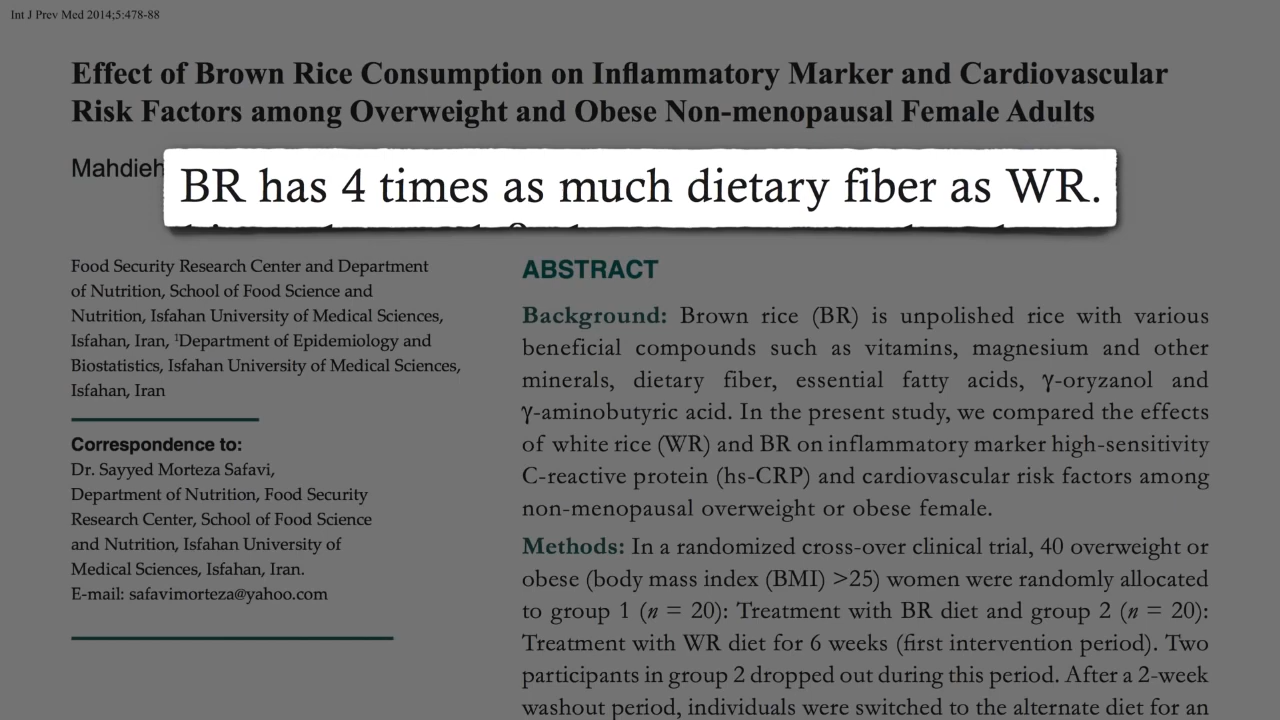 Int J Prev Med 2014;5:478-88
Effect of Brown Rice Consumption on Inflammatory Marker and Cardiovascular
Risk Factors among Overweight and Obese Non-menopausal Female Adults
Mahdieh
BR has 4 times as much dietary fiber as WR.
Food Security Research Center and Department
of Nutrition, School of Food Science and
Nutrition, Isfahan University of Medical Sciences,
Isfahan, Iran, ¹Department of Epidemiology and
Biostatistics, Isfahan University of Medical Sciences,
Isfahan, Iran
Correspondence to:
Dr. Sayyed Morteza Safavi,
Department of Nutrition, Food Security
Research Center, School of Food Science
and Nutrition, Isfahan University of
Medical Sciences, Isfahan, Iran.
E-mail: safavimorteza@yahoo.com
ABSTRACT
Background: Brown rice (BR) is unpolished rice with various
beneficial compounds such as vitamins, magnesium and other
minerals, dietary fiber, essential fatty acids, γ-oryzanol and
γ-aminobutyric acid. In the present study, we compared the effects
of white rice (WR) and BR on inflammatory marker high-sensitivity
C-reactive protein (hs-CRP) and cardiovascular risk factors among
non-menopausal overweight or obese female.
Methods: In a randomized cross-over clinical trial, 40 overweight or
obese (body mass index (BMI) >25) women were randomly allocated
to group 1 (n = 20): Treatment with BR diet and group 2 (n = 20):
Treatment with WR diet for 6 weeks (first intervention period). Two
participants in group 2 dropped out during this period. After a 2-week
washout period, individuals were switched to the alternate diet for an